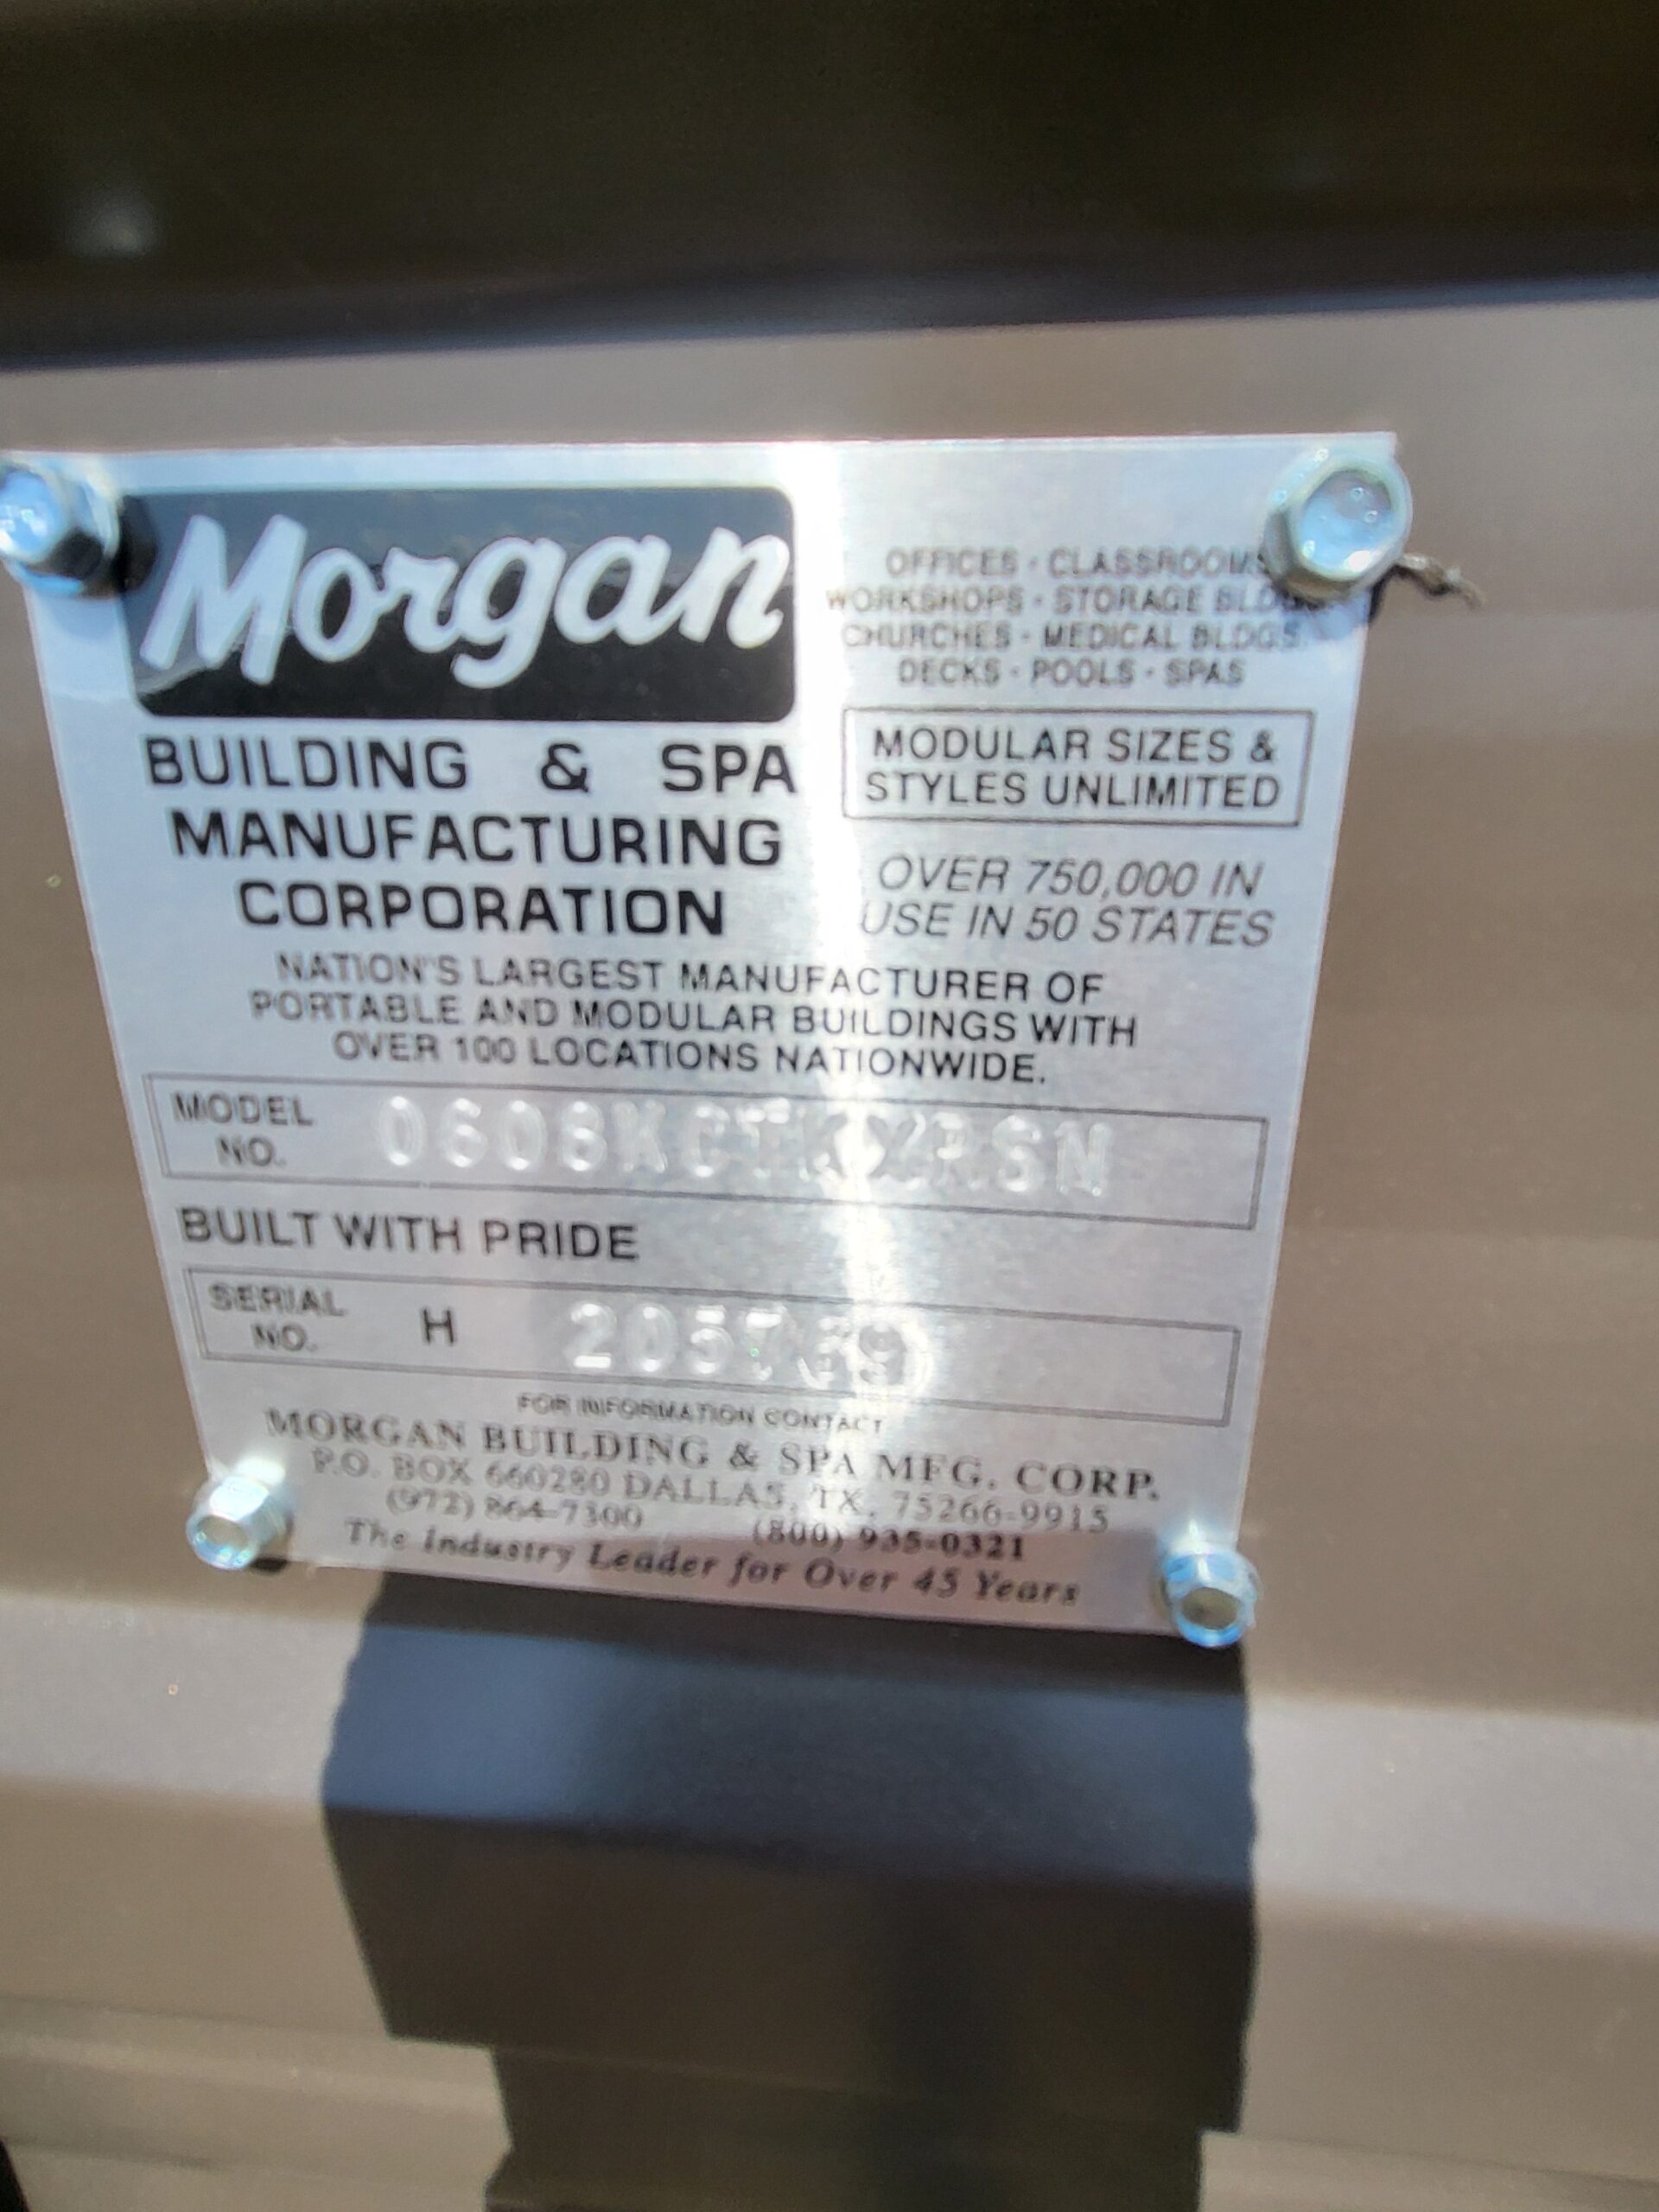 Morgan
BUILDING & SPA
MANUFACTURING
CORPORATION
OFFICES · CLASSROOMS
WORKSHOPS · STORAGE BLDGS.
CHURCHES · MEDICAL BLDGS.
DECKS · POOLS · SPAS
MODULAR SIZES &
STYLES UNLIMITED
OVER 750,000 IN
USE IN 50 STATES
NATION'S LARGEST MANUFACTURER OF
PORTABLE AND MODULAR BUILDINGS WITH
OVER 100 LOCATIONS NATIONWIDE.
MODEL
NO.
BUILT WITH PRIDE
SERIAL
NO.
H
FOR INFORMATION CONTACT
MORGAN BUILDING & SPA MFG. CORP.
P.O. BOX 660280 DALLAS, TX. 75266-9915
(972) 864-7300 (800) 935-0321
The Industry Leader for Over 45 Years